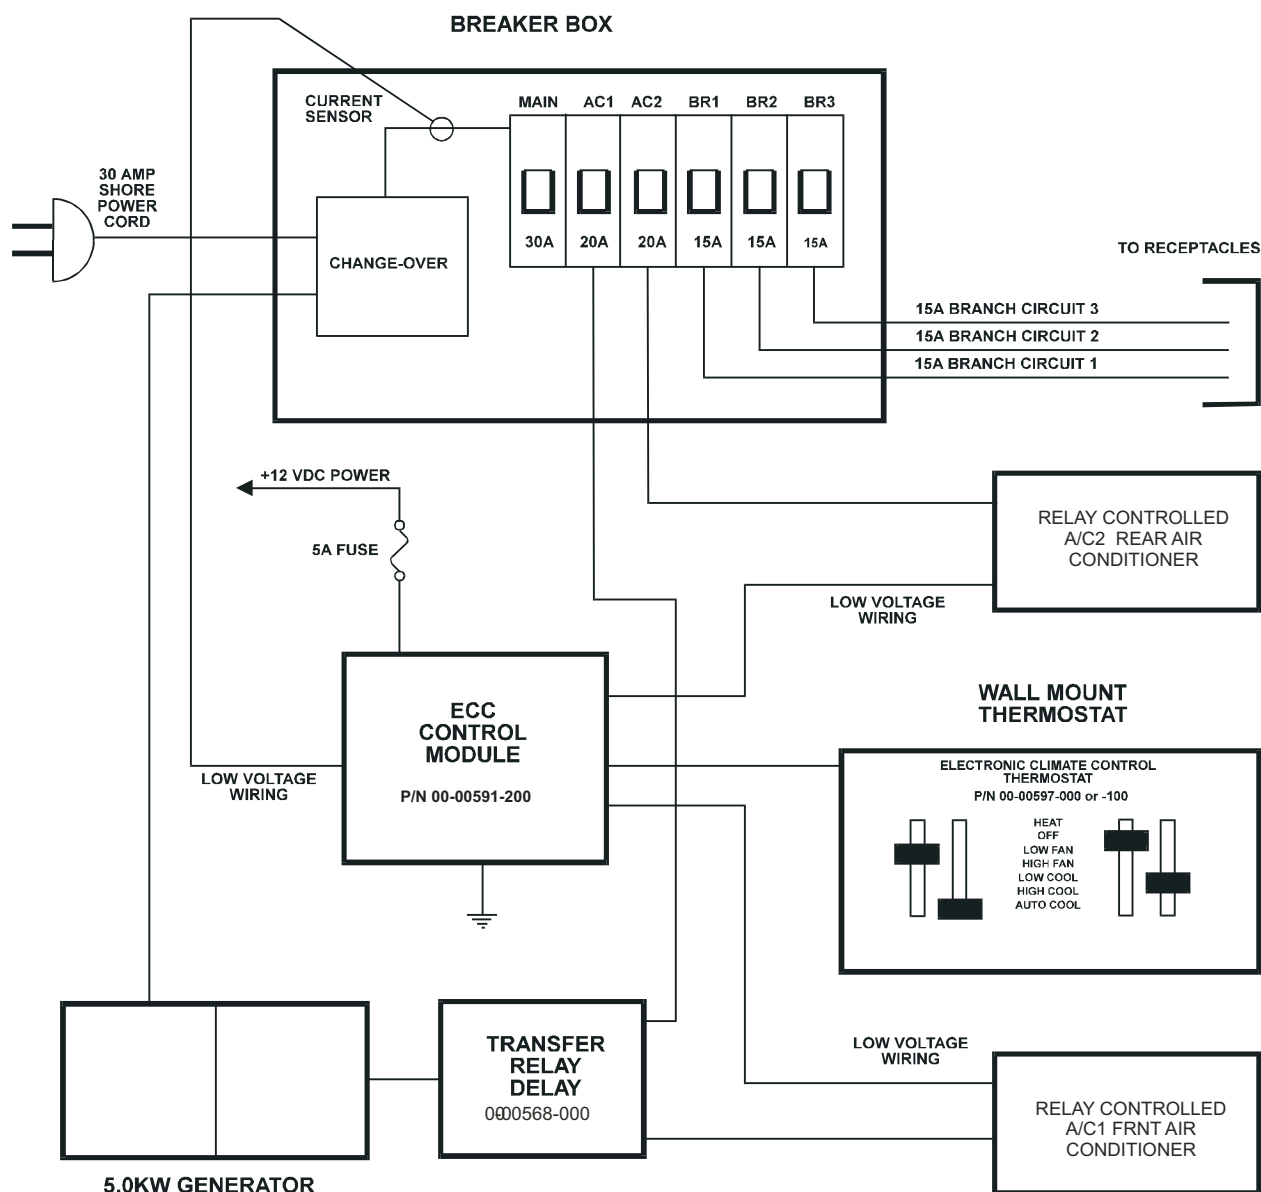 BREAKER BOX
CURRENT
SENSOR
MAIN AC1 AC2 BR1 BR2 BR3
30A 20A 20A 15A 15A 15A
30 AMP
SHORE
POWER
CORD
CHANGE-OVER
TO RECEPTACLES
15A BRANCH CIRCUIT 3
15A BRANCH CIRCUIT 2
15A BRANCH CIRCUIT 1
+12 VDC POWER
5A FUSE
RELAY CONTROLLED
A/C2 REAR AIR
CONDITIONER
LOW VOLTAGE
WIRING
ECC
CONTROL
MODULE
P/N 00-00591-200
LOW VOLTAGE
WIRING
WALL MOUNT
THERMOSTAT
ELECTRONIC CLIMATE CONTROL
THERMOSTAT
P/N 00-00597-000 or -100
HEAT
OFF
LOW FAN
HIGH FAN
LOW COOL
HIGH COOL
AUTO COOL
TRANSFER
RELAY
DELAY
00-00568-000
LOW VOLTAGE
WIRING
RELAY CONTROLLED
A/C1 FRNT AIR
CONDITIONER
5.0KW GENERATOR